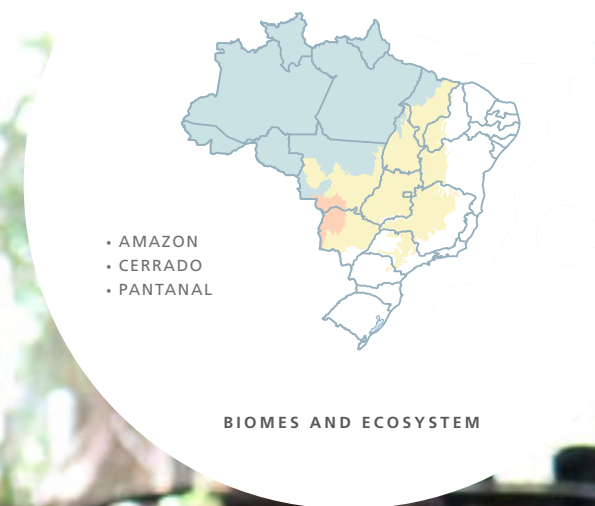 • AMAZON
• CERRADO
• PANTANAL
BIOMES AND ECOSYSTEM